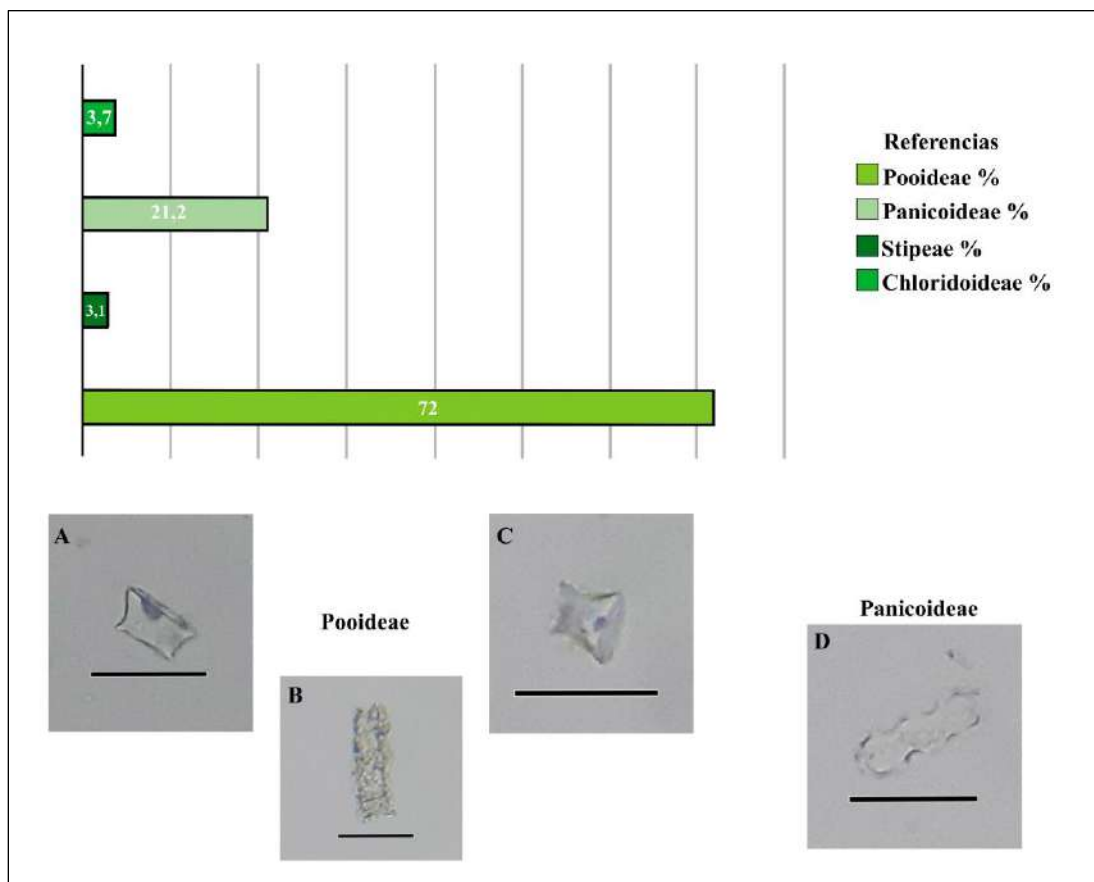 3,7
21,2
3,1
72
Referencias
Pooideae %
Panicoideae %
Stipeae %
Chloridoideae %
A
Pooideae
B
C
Panicoideae
D